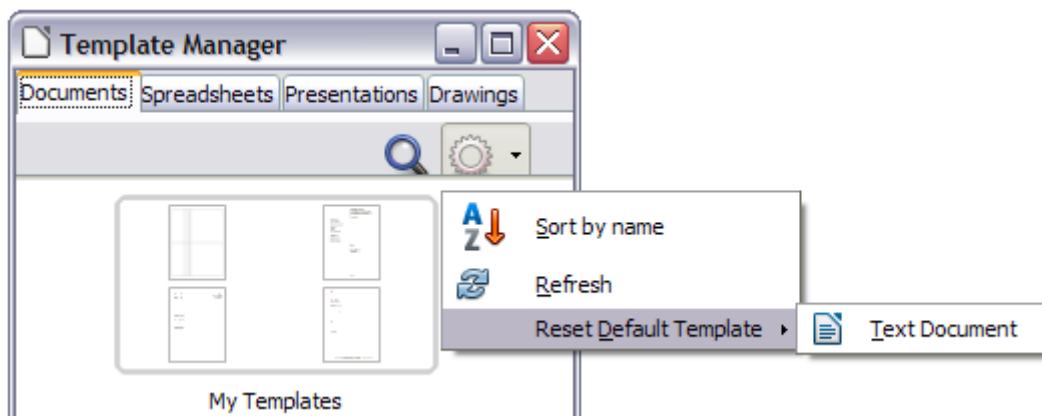 Template Manager
Documents Spreadsheets Presentations Drawings
Sort by name
Refresh
Reset Default Template
Text Document
My Templates